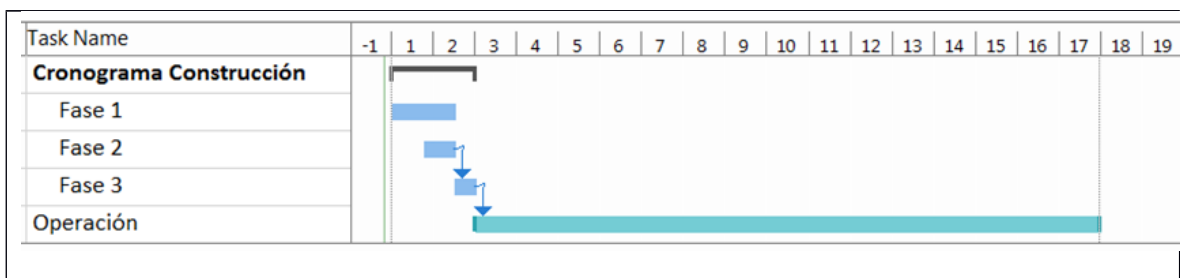 Task Name -1 1 2 3 4 5 6 7 8 9 10 11 12 13 14 15 16 17 18 19
Cronograma Construcción
Fase 1
Fase 2
Fase 3
Operación